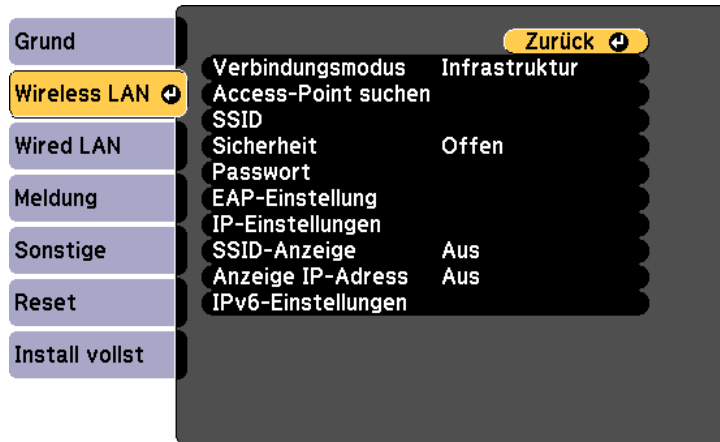 Grund
Wireless LAN
Wired LAN
Meldung
Sonstige
Reset
Install vollst
Zurück
Verbindungsmodus Infrastruktur
Access-Point suchen
SSID
Sicherheit Offen
Passwort
EAP-Einstellung
IP-Einstellungen
SSID-Anzeige Aus
Anzeige IP-Adress Aus
IPv6-Einstellungen